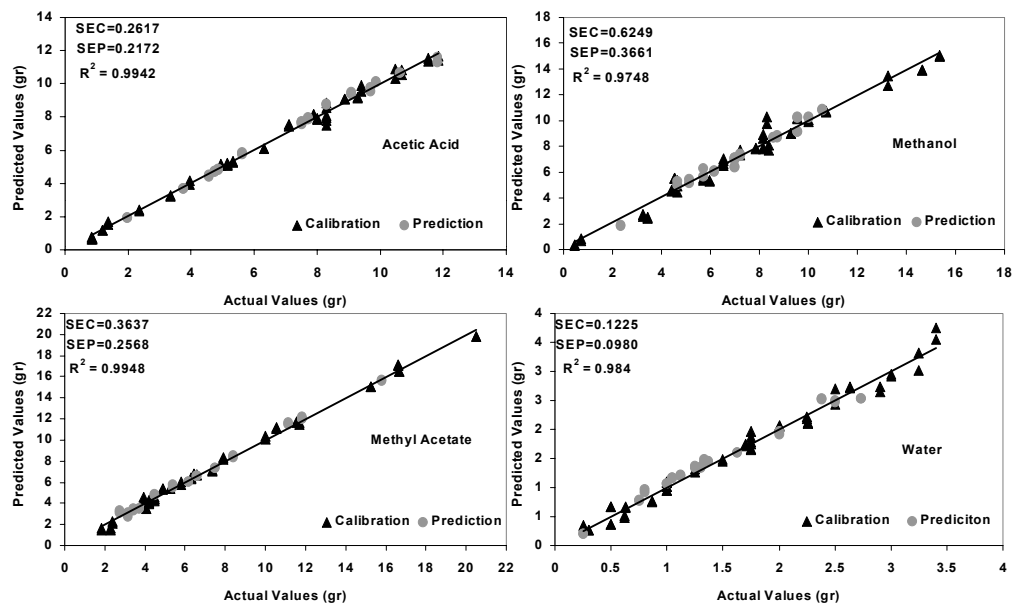 SEC=0.2617
SEP=0.2172
R² = 0.9942
Predicted Values (gr)
14
12
10
8
6
4
2
0
Acetic Acid
Calibration Prediction
0 2 4 6 8 10 12 14
Actual Values (gr)
SEC=0.6249
SEP=0.3661
R² = 0.9748
Predicted Values (gr)
18
16
14
12
10
8
6
4
2
0
Methanol
Calibration Prediction
0 2 4 6 8 10 12 14 16 18
Actual Values (gr)
SEC=0.3637
SEP=0.2568
R² = 0.9948
Predicted Values (gr)
22
20
18
16
14
12
10
8
6
4
2
0
Methyl Acetate
Calibration Prediction
0 2 4 6 8 10 12 14 16 18 20 22
Actual Values (gr)
SEC=0.1225
SEP=0.0980
R² = 0.984
Predicted Values (gr)
4
4
3
3
2
2
1
1
0
Water
Calibration Prediciton
0 0.5 1 1.5 2 2.5 3 3.5 4
Actual Values (gr)